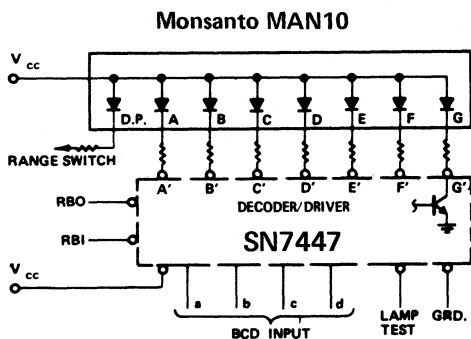 Monsanto MAN10
V CC
D.P. A B C D E F G
RANGE SWITCH
A' B' C' D' E' F' G'
RBO
DECODER/DRIVER
RBI
SN7447
V CC
a b c d
BCD INPUT
LAMP TEST
GRD.